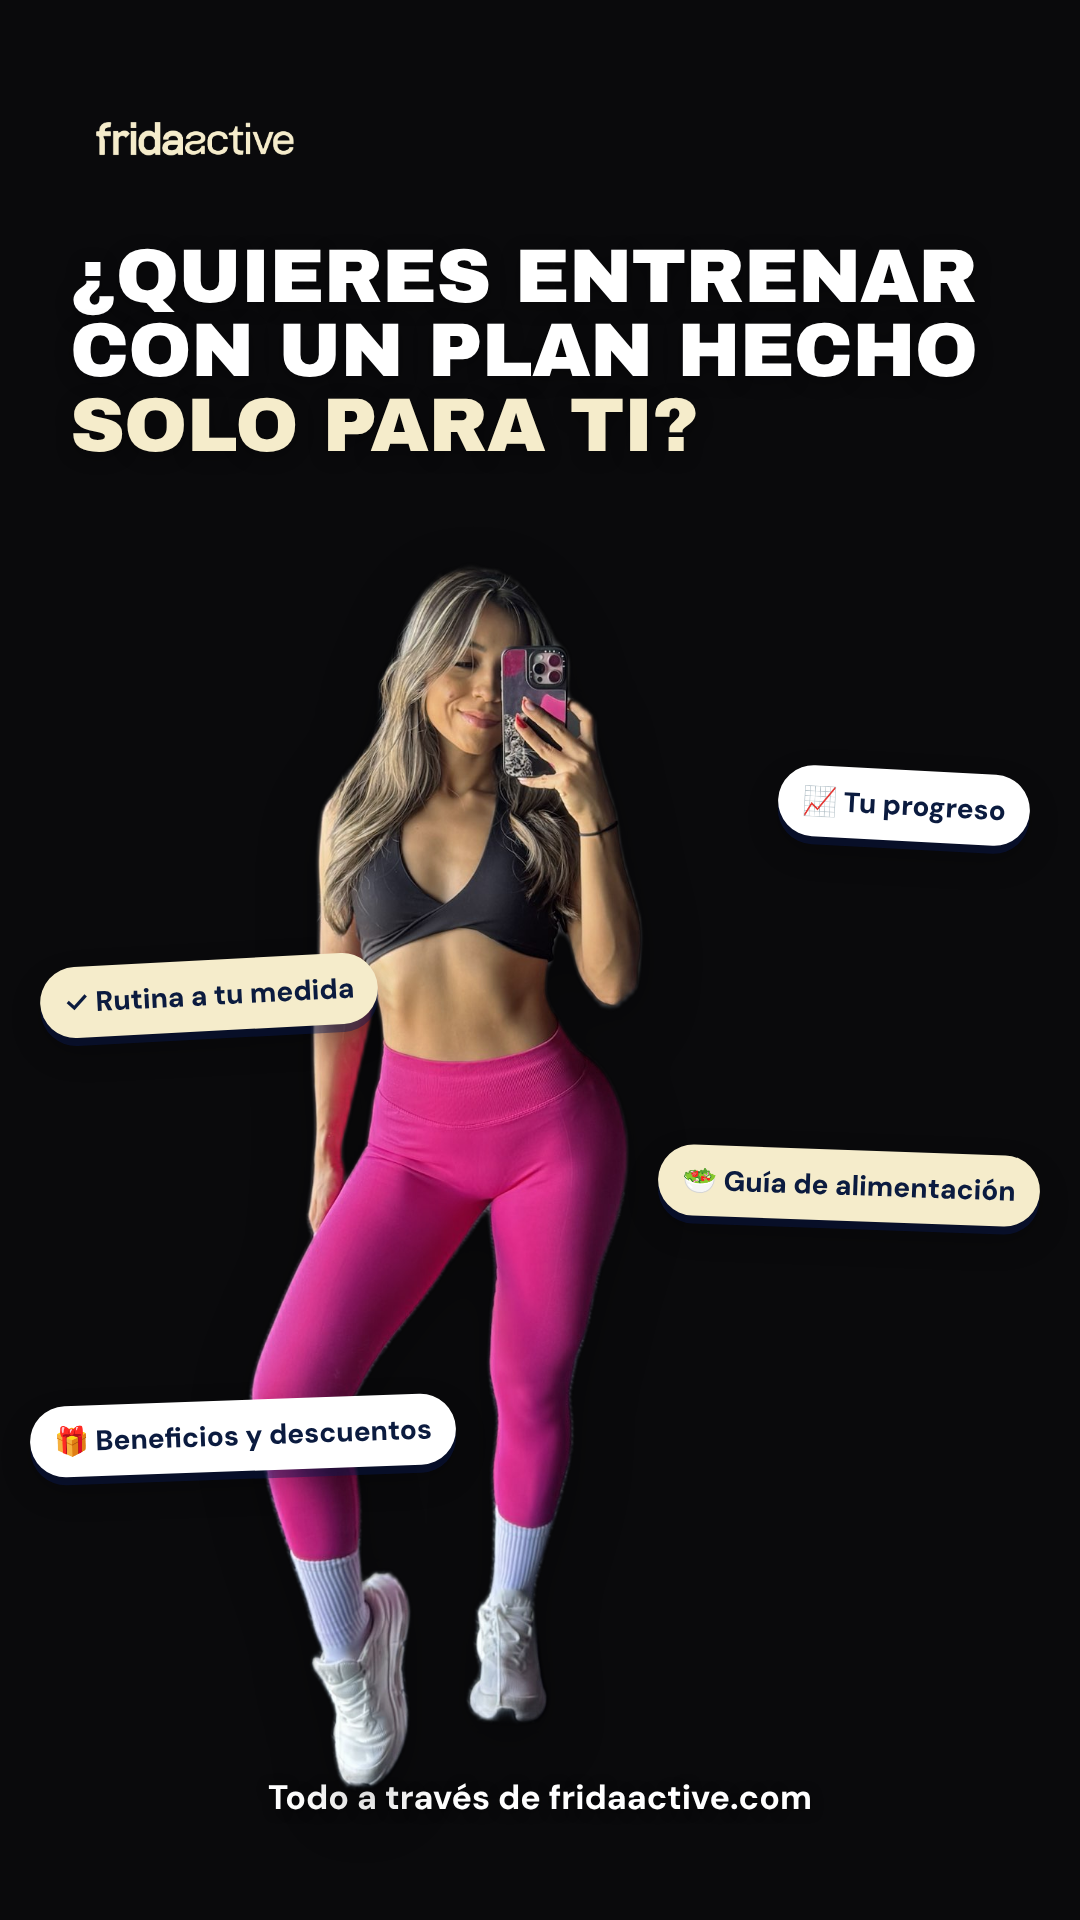 fridaactive
¿QUIERES ENTRENAR
CON UN PLAN HECHO
SOLO PARA TI?
📈 Tu progreso
✓ Rutina a tu medida
🥗 Guía de alimentación
🎁 Beneficios y descuentos
Todo a través de fridaactive.com